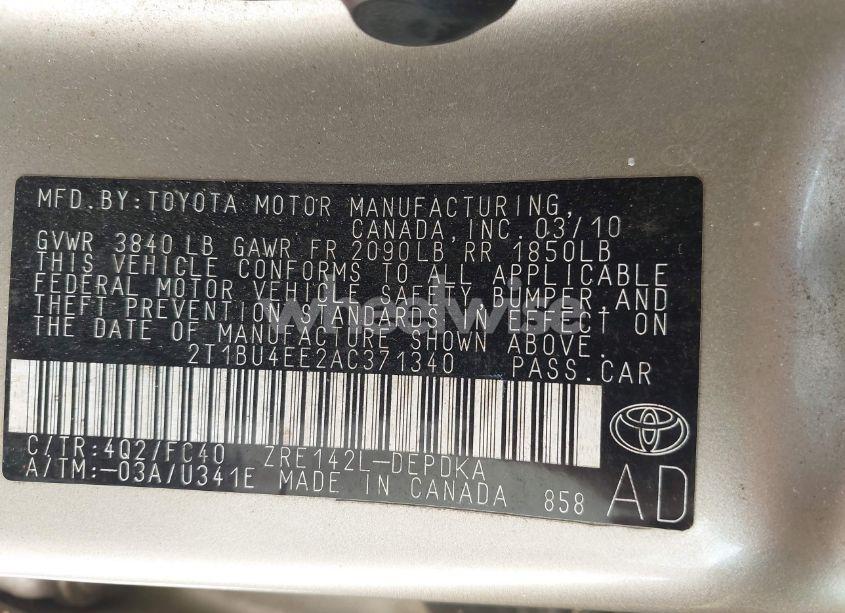 MFD.BY:TOYOTA MOTOR MANUFACTURING,
CANADA,INC.03/10
GVWR 3840LB GAWR FR 2090LB RR 1850LB
THIS VEHICLE CONFORMS TO ALL APPLICABLE
FEDERAL MOTOR VEHICLE SAFETY,BUMPER,AND
THEFT PREVENTION STANDARDS IN EFFECT ON
THE DATE OF MANUFACTURE SHOWN ABOVE.
2T1BU4EE2AC371340 PASS.CAR
C/TR:4Q2/FC40 ZRE142L-DEPDKA
A/TM:-03A/U341E MADE IN CANADA 858 AD
wheelwise